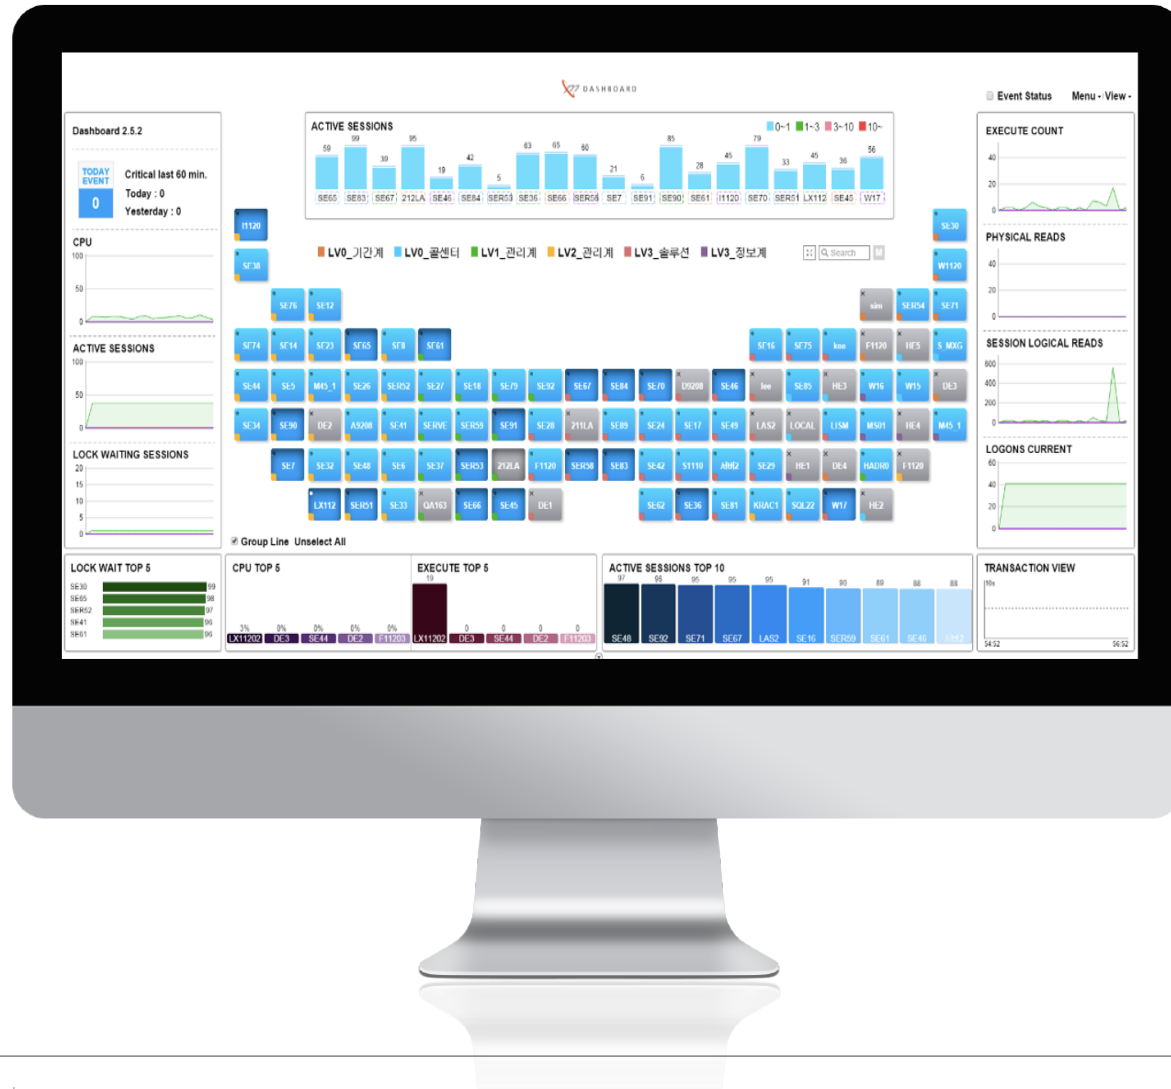 DASHBOARD
Event Status Menu - View -
Dashboard 2.5.2
TODAY EVENT
0
Critical last 60 min.
Today : 0
Yesterday : 0
CPU
100
50
0
ACTIVE SESSIONS
100
50
0
LOCK WAITING SESSIONS
20
15
10
5
0
ACTIVE SESSIONS
0~1 1~3 3~10 10~
59 99 39 95 19 42 5 63 65 60 21 6 85 28 45 79 33 45 36 56
SE65 SE83 SE67 212LA SE46 SE84 SER53 SE36 SE66 SER58 SE7 SE91 SE90 SE61 I1120 SE70 SER51 LX112 SE45 W17
LV0_기간계 LV0_콜센터 LV1_관리계 LV2_관리계 LV3_솔루션 LV3_정보계
Search M
I1120 SE30
SE38 W1120
SE76 SE12 sim SER54 SE71
SE74 SE14 SE23 SE65 SE8 SE61 SE16 SE75 koo F1120 HE5 S_MXG
SE44 SE5 M45_1 SE26 SER52 SE27 SE18 SE79 SE92 SE67 SE84 SE70 D9208 SE46 lee SE85 HE3 W16 W15 DE3
SE34 SE90 DE2 A9208 SE41 SERVE SER59 SE91 SE28 211LA SE89 SE24 SE17 SE49 LAS2 LOCAL LISM MS01 HE4 M45_1
SE7 SE32 SE48 SE6 SE37 SER53 212LA F1120 SER58 SE83 SE42 S1110 SE29 HE1 DE4 HADR0 F1120
LX112 SER51 SE33 QA163 SE66 SE45 DE1 SE62 SE36 SE81 KRAC1 SQL22 W17 HE2
Group Line Unselect All
EXECUTE COUNT
40
20
0
PHYSICAL READS
40
20
0
SESSION LOGICAL READS
600
400
200
0
LOGONS CURRENT
60
40
20
0
LOCK WAIT TOP 5
SE30 99
SE65 98
SER52 97
SE41 96
SE61 96
CPU TOP 5
3% 0% 0% 0% 0%
LX11202 DE3 SE44 DE2 F11203
EXECUTE TOP 5
19 0 0 0 0
LX11202 DE3 SE44 DE2 F11203
ACTIVE SESSIONS TOP 10
97 96 95 95 95 91 90 89 88 88
SE48 SE92 SE71 SE67 LAS2 SE16 SER59 SE61 SE46
TRANSACTION VIEW
10s
54:52 56:52